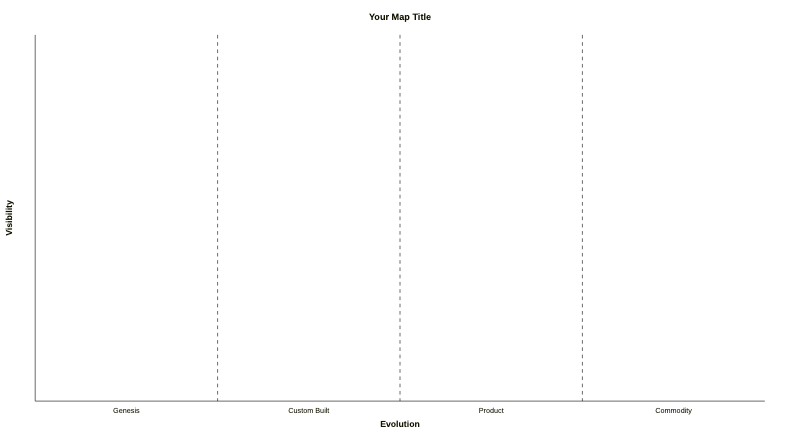 Your Map Title
Visibility
Genesis
Custom Built
Product
Commodity
Evolution